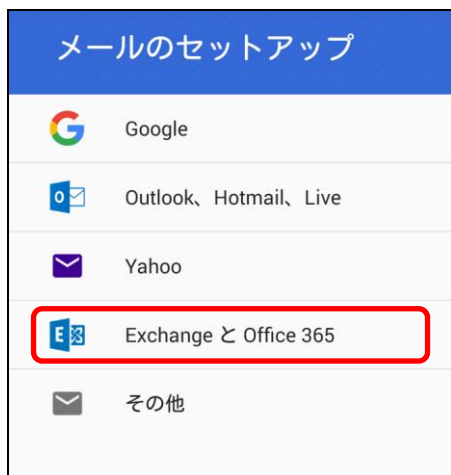 メールのセットアップ
Google
Outlook、Hotmail、Live
Yahoo
Exchange と Office 365
その他